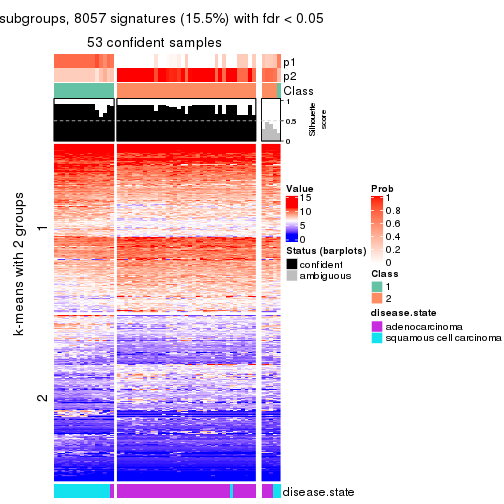 subgroups, 8057 signatures (15.5%) with fdr < 0.05
53 confident samples
p1
p2
Class
1
0.5
0
Silhouette
score
k-means with 2 groups
1
2
Value
15
10
5
0
Status (barplots)
confident
ambiguous
Prob
1
0.8
0.6
0.4
0.2
0
Class
1
2
disease.state
adenocarcinoma
squamous cell carcinoma
disease.state